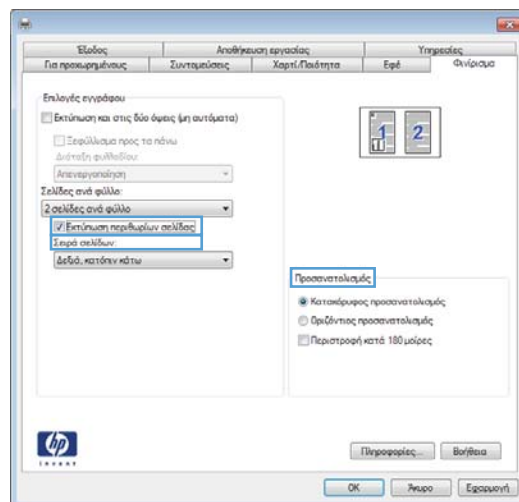 Έξοδος Αποθήκευση εργασίας Υπηρεσίες
Για προχωρημένους Συντομεύσεις Χαρτί/Ποιότητα Εφέ Φινίρισμα
Επιλογές εγγράφου
Εκτύπωση και στις δύο όψεις (μη αυτόματα)
Ξεφύλλισμα προς τα πάνω
Διάταξη φυλλαδίου:
Απενεργοποίηση
Σελίδες ανά φύλλο:
2 σελίδες ανά φύλλο
Εκτύπωση περιθωρίων σελίδας
Σειρά σελίδων:
Δεξιά, κατόπιν κάτω
1 2
Προσανατολισμός
Κατακόρυφος προσανατολισμός
Οριζόντιος προσανατολισμός
Περιστροφή κατά 180 μοίρες
hp
invent
Πληροφορίες... Βοήθεια
OK Άκυρο Εφαρμογή